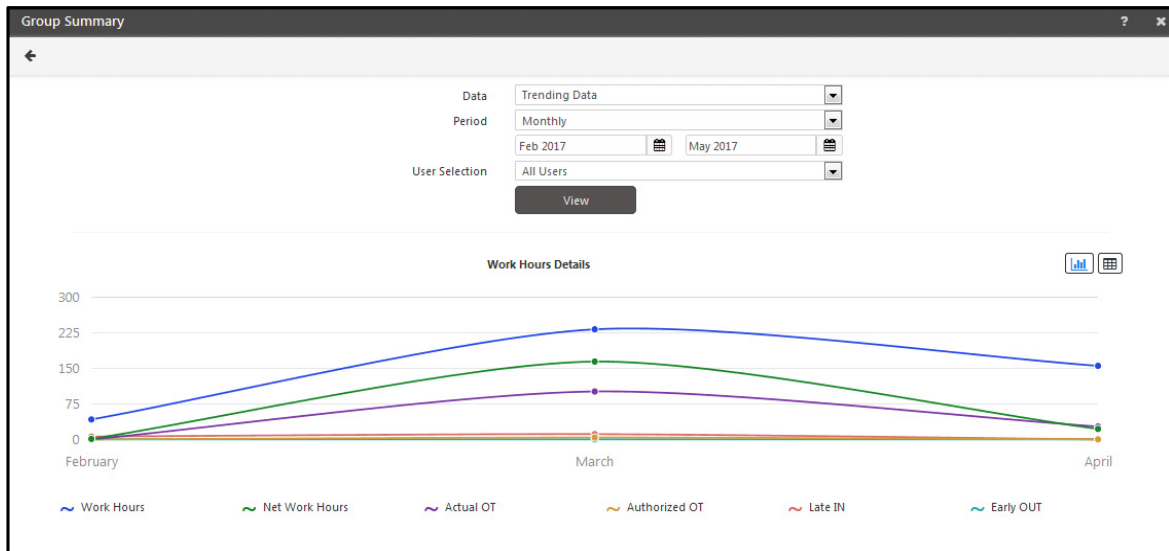 Group Summary ? ×
Data Trending Data
Period Monthly
Feb 2017 May 2017
User Selection All Users
View
Work Hours Details
300
225
150
75
0
February March April
Work Hours Net Work Hours Actual OT Authorized OT Late IN Early OUT